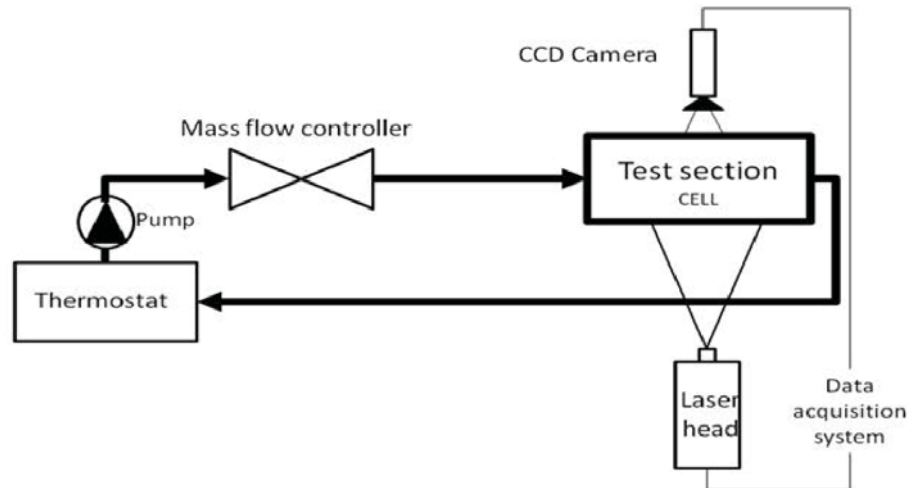 CCD Camera
Mass flow controller
Test section
CELL
Pump
Thermostat
Laser
head
Data
acquisition
system